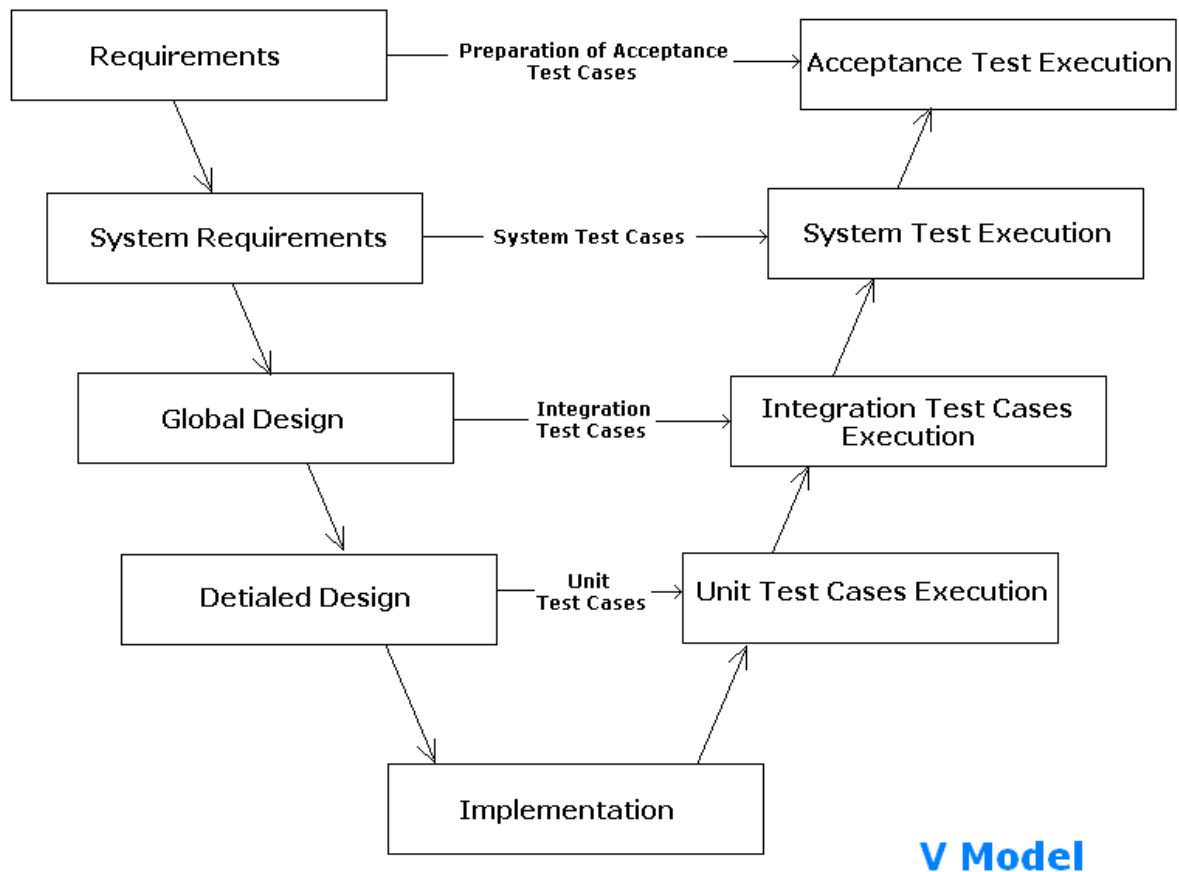 Requirements
Preparation of Acceptance
Test Cases
Acceptance Test Execution
System Requirements
System Test Cases
System Test Execution
Global Design
Integration
Test Cases
Integration Test Cases
Execution
Detialed Design
Unit
Test Cases
Unit Test Cases Execution
Implementation
V Model